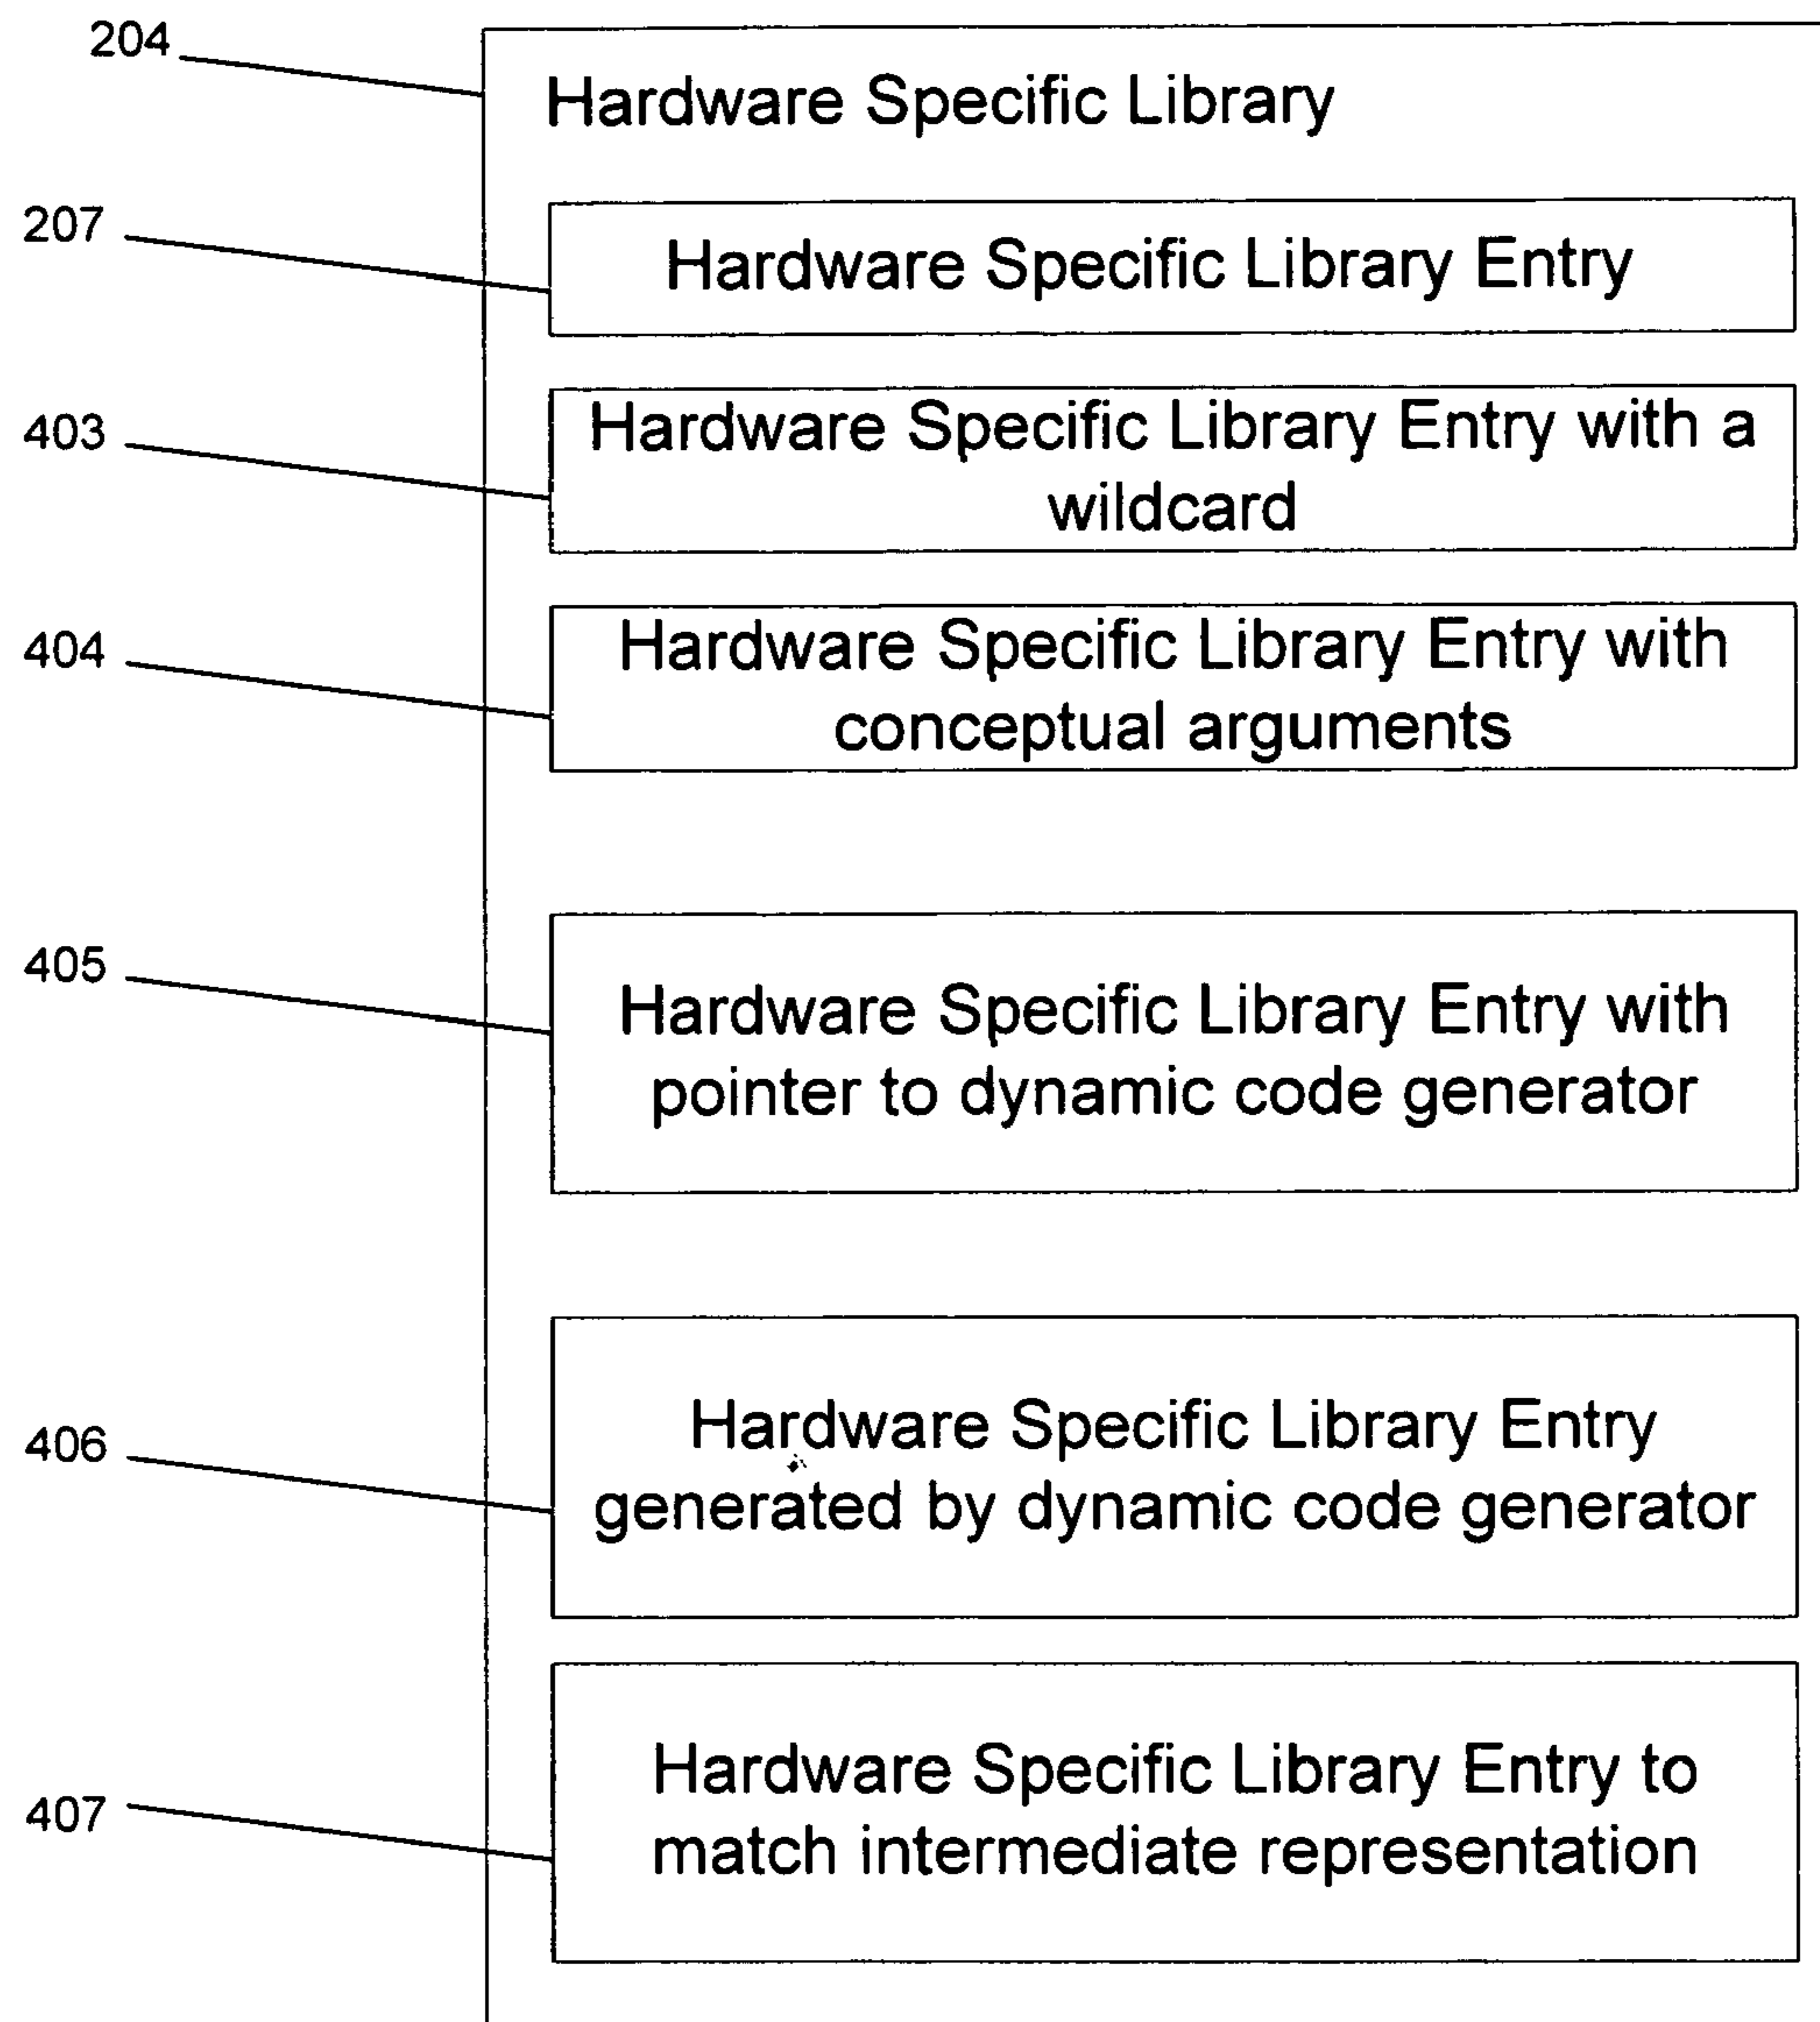 204
Hardware Specific Library
207
Hardware Specific Library Entry
403
Hardware Specific Library Entry with a
wildcard
404
Hardware Specific Library Entry with
conceptual arguments
405
Hardware Specific Library Entry with
pointer to dynamic code generator
406
Hardware Specific Library Entry
generated by dynamic code generator
407
Hardware Specific Library Entry to
match intermediate representation